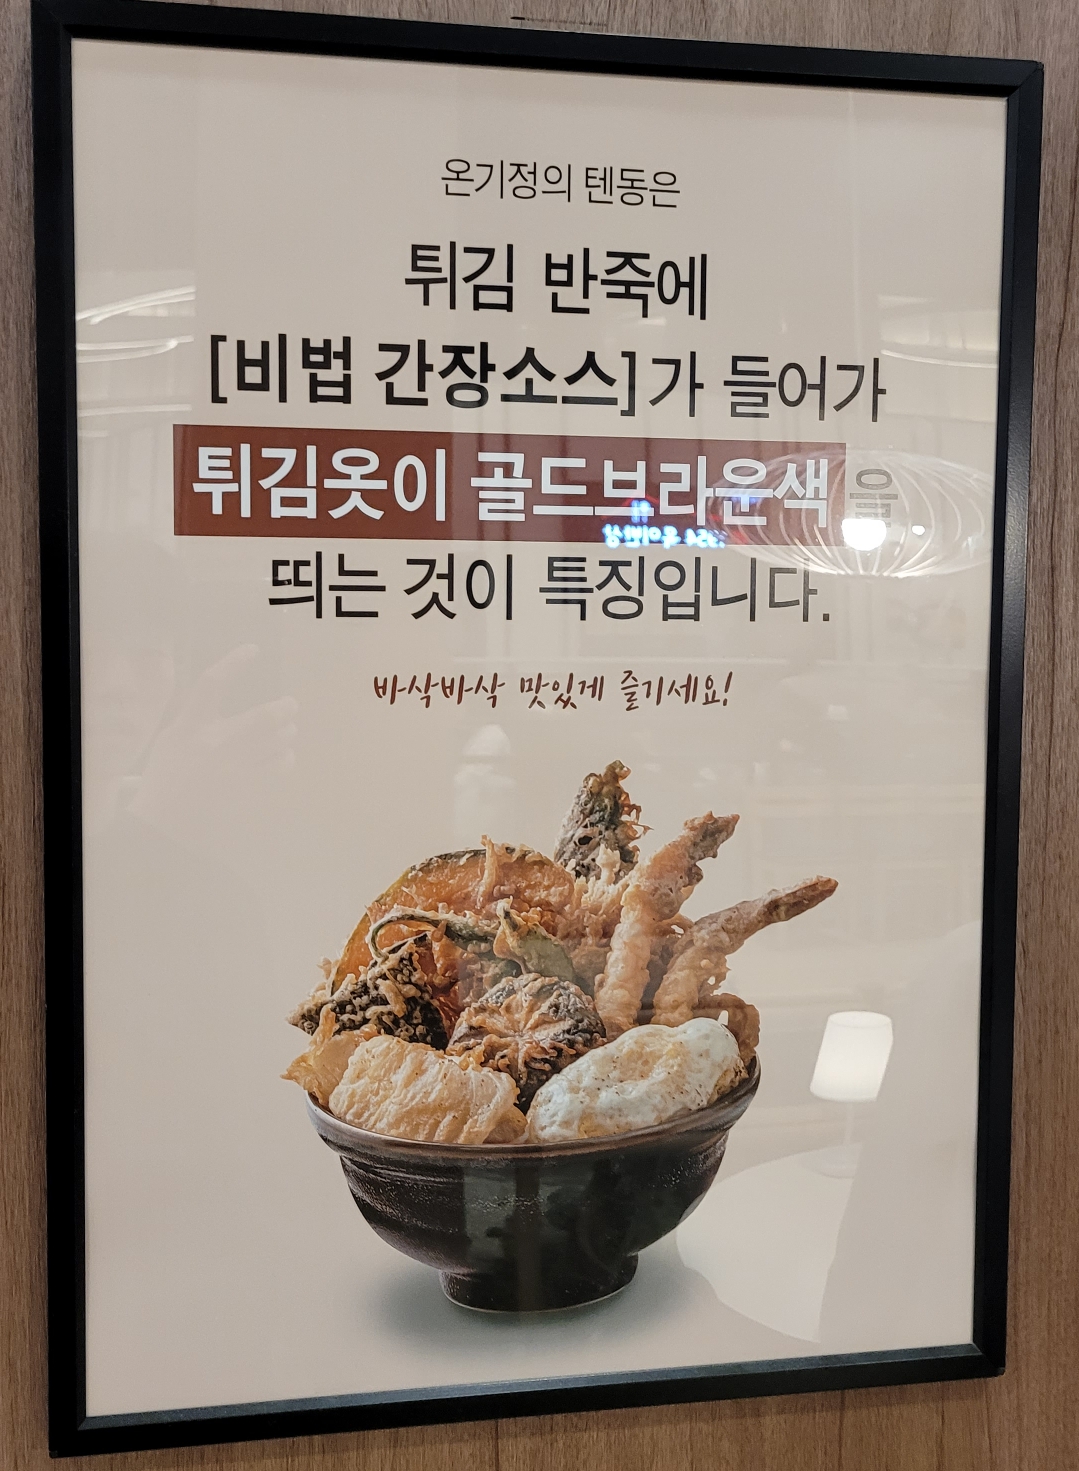 온기정의 텐동은
튀김 반죽에
[비법 간장소스]가 들어가
튀김옷이 골드브라운색을
띄는 것이 특징입니다.
바삭바삭 맛있게 즐기세요!